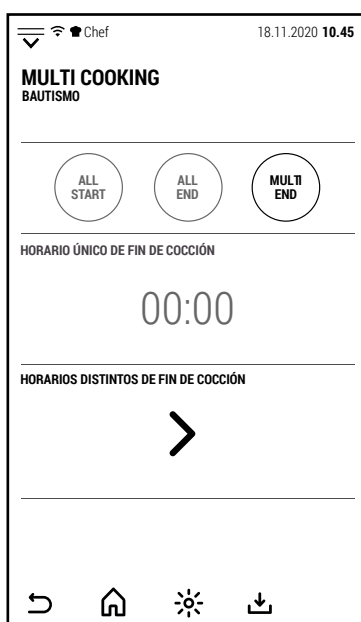 Chef 18.11.2020 10.45
MULTI COOKING
BAUTISMO
ALL
START
ALL
END
MULTI
END
HORARIO ÚNICO DE FIN DE COCCIÓN
00:00
HORARIOS DISTINTOS DE FIN DE COCCIÓN